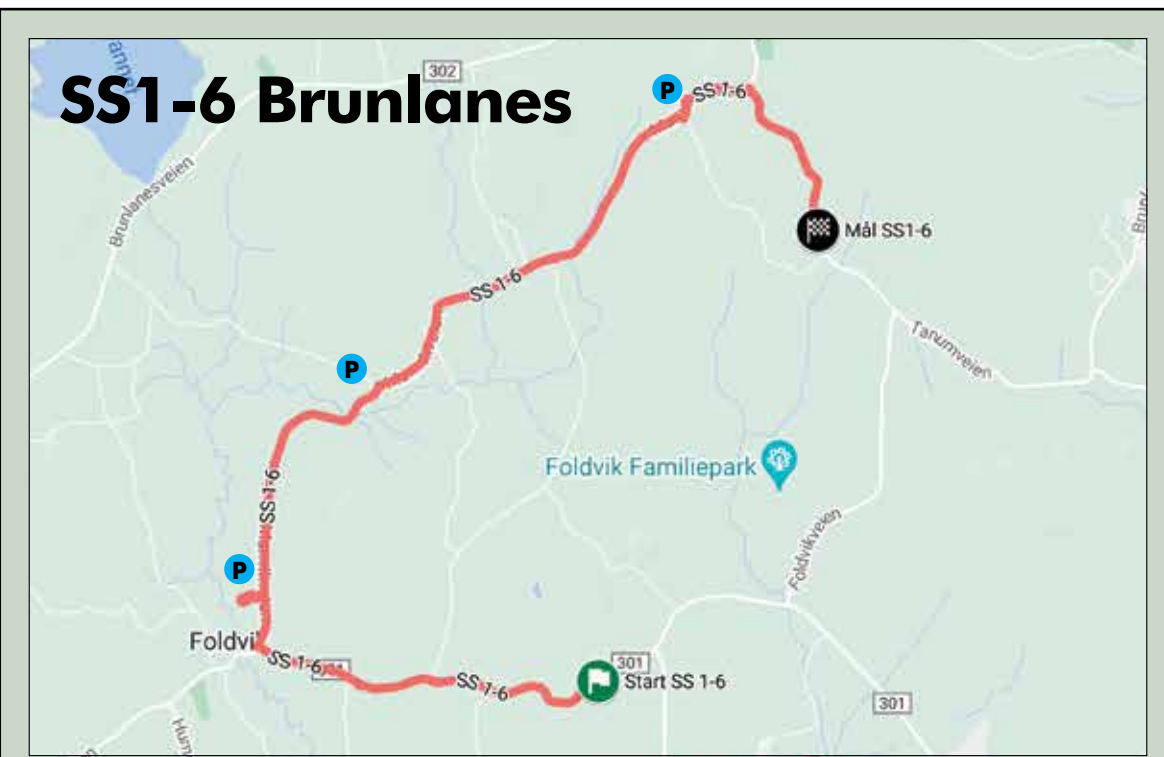 SS1-6 Brunlanes
302
P
SS 1-6
Brunlanesveien
Mål SS1-6
SS 1-6
Tanumveien
P
Foldvik Familiepark
SS 1-6
Foldvikveien
P
Foldvi
SS 1-6
SS 1-6
301
Start SS 1-6
301